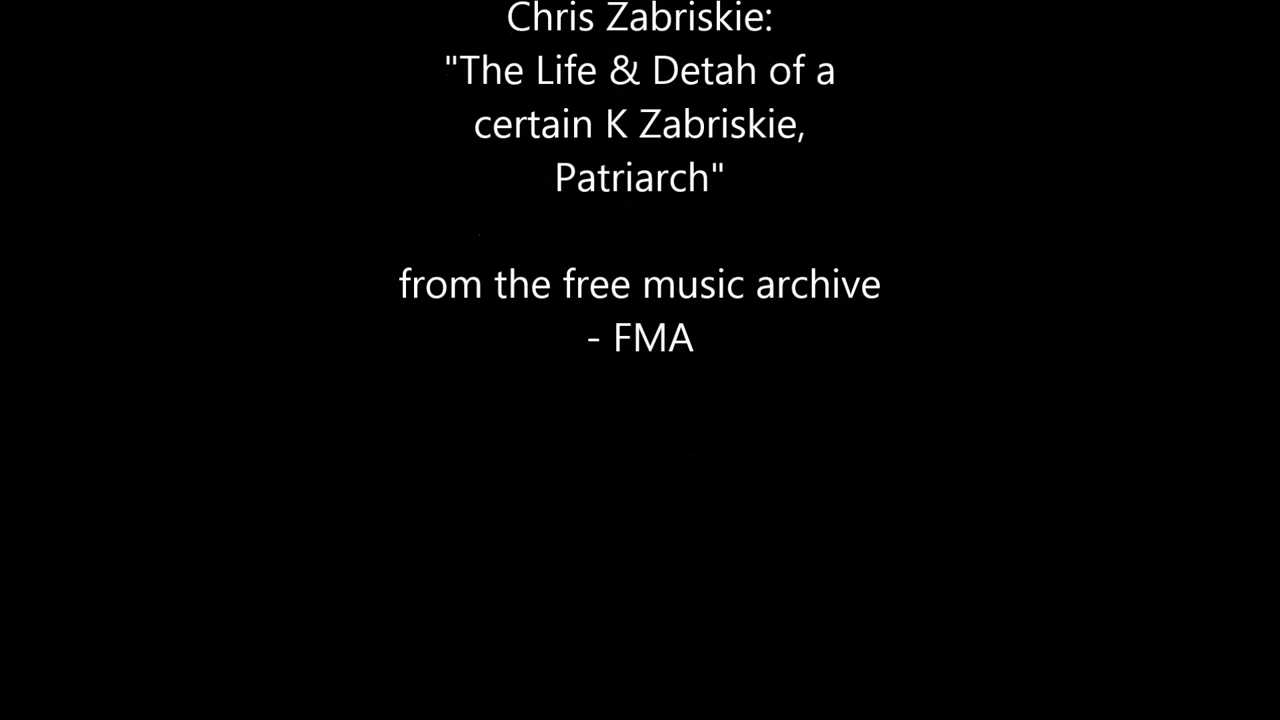 Chris Zabriskie:
"The Life & Detah of a
certain K Zabriskie,
Patriarch"
from the free music archive
- FMA